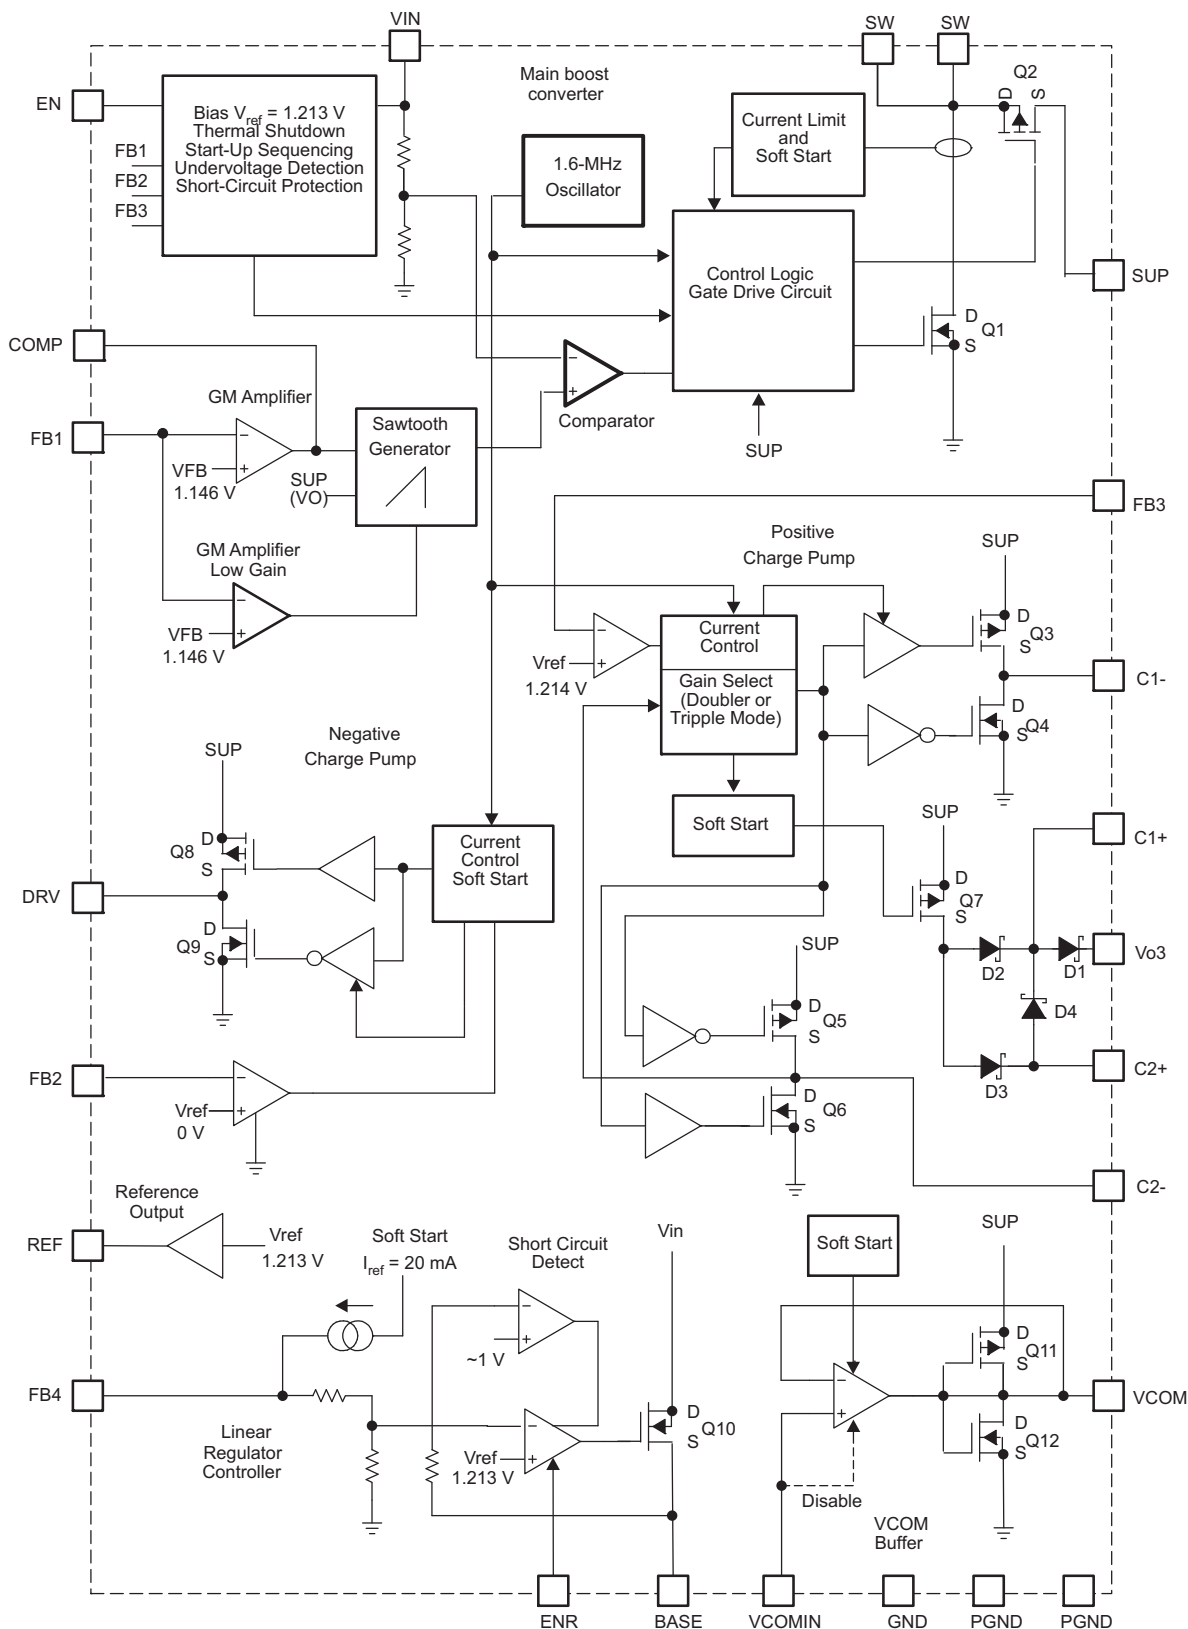 VIN
SW
SW
Main boost
converter
D
S
Q2
EN
Bias Vref = 1.213 V
Thermal Shutdown
Start-Up Sequencing
Undervoltage Detection
Short-Circuit Protection
FB1
FB2
FB3
1.6-MHz
Oscillator
Current Limit
and
Soft Start
Control Logic
Gate Drive Circuit
SUP
D
Q1
S
COMP
GM Amplifier
−
+
Comparator
SUP
FB1
−
+
VFB
1.146 V
Sawtooth
Generator
SUP
(VO)
FB3
GM Amplifier
Low Gain
−
+
VFB
1.146 V
Positive
Charge Pump
SUP
−
+
Vref
1.214 V
Current
Control
Gain Select
(Doubler or
Tripple Mode)
D
Q3
S
C1-
D
Q4
S
Soft Start
Negative
Charge Pump
SUP
D
Q8
S
Current
Control
Soft Start
DRV
D
Q9
S
SUP
D
Q7
S
C1+
D2
D1
Vo3
D4
D3
C2+
SUP
D
Q5
S
D
Q6
S
C2-
FB2
−
+
Vref
0 V
Reference
Output
REF
Vref
1.213 V
Soft Start
Iref = 20 mA
Short Circuit
Detect
−
+
~1 V
Vin
Soft Start
SUP
D
Q11
S
FB4
Linear
Regulator
Controller
−
+
Vref
1.213 V
D
Q10
S
−
+
Disable
VCOM
Buffer
D
Q12
S
VCOM
ENR
BASE
VCOMIN
GND
PGND
PGND